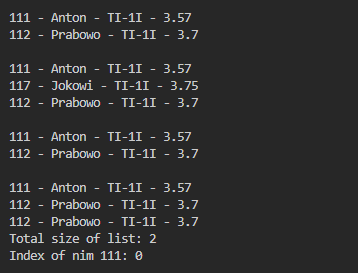 111 - Anton - TI-1I - 3.57
112 - Prabowo - TI-1I - 3.7

111 - Anton - TI-1I - 3.57
117 - Jokowi - TI-1I - 3.75
112 - Prabowo - TI-1I - 3.7

111 - Anton - TI-1I - 3.57
112 - Prabowo - TI-1I - 3.7

111 - Anton - TI-1I - 3.57
112 - Prabowo - TI-1I - 3.7
112 - Prabowo - TI-1I - 3.7
Total size of list: 2
Index of nim 111: 0